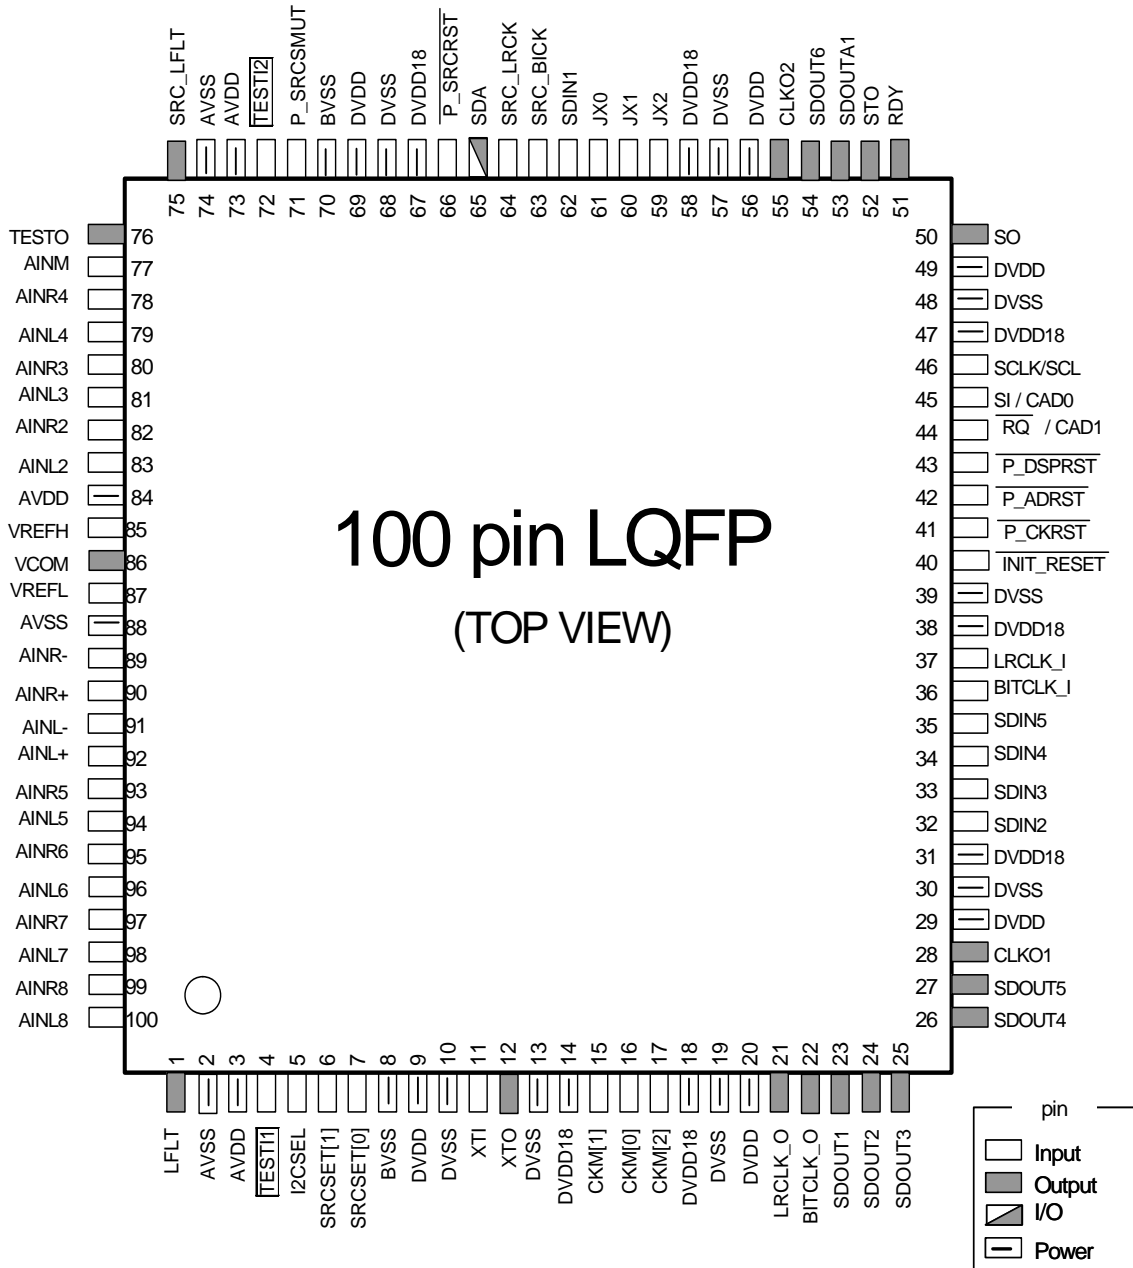 SRC_LFLT
AVSS
AVDD
TESTI2
P_SRCSMUT
BVSS
DVDD
DVSS
DVDD18
P_SRCRST
SDA
SRC_LRCK
SRC_BICK
SDIN1
JX0
JX1
JX2
DVDD18
DVSS
DVDD
CLKO2
SDOUT6
SDOUTA1
STO
RDY
75 74 73 72 71 70 69 68 67 66 65 64 63 62 61 60 59 58 57 56 55 54 53 52 51
TESTO 76
AINM 77
AINR4 78
AINL4 79
AINR3 80
AINL3 81
AINR2 82
AINL2 83
AVDD 84
VREFH 85
VCOM 86
VREFL 87
AVSS 88
AINR- 89
AINR+ 90
AINL- 91
AINL+ 92
AINR5 93
AINL5 94
AINR6 95
AINL6 96
AINR7 97
AINL7 98
AINR8 99
AINL8 100
100 pin LQFP
(TOP VIEW)
50 SO
49 DVDD
48 DVSS
47 DVDD18
46 SCLK/SCL
45 SI / CAD0
44 RQ / CAD1
43 P_DSPRST
42 P_ADRST
41 P_CKRST
40 INIT_RESET
39 DVSS
38 DVDD18
37 LRCLK_I
36 BITCLK_I
35 SDIN5
34 SDIN4
33 SDIN3
32 SDIN2
31 DVDD18
30 DVSS
29 DVDD
28 CLKO1
27 SDOUT5
26 SDOUT4
1 2 3 4 5 6 7 8 9 10 11 12 13 14 15 16 17 18 19 20 21 22 23 24 25
LFLT
AVSS
AVDD
TESTI1
I2CSEL
SRCSET[1]
SRCSET[0]
BVSS
DVDD
DVSS
XTI
XTO
DVSS
DVDD18
CKM[1]
CKM[0]
CKM[2]
DVDD18
DVSS
DVDD
LRCLK_O
BITCLK_O
SDOUT1
SDOUT2
SDOUT3
pin
Input
Output
I/O
Power